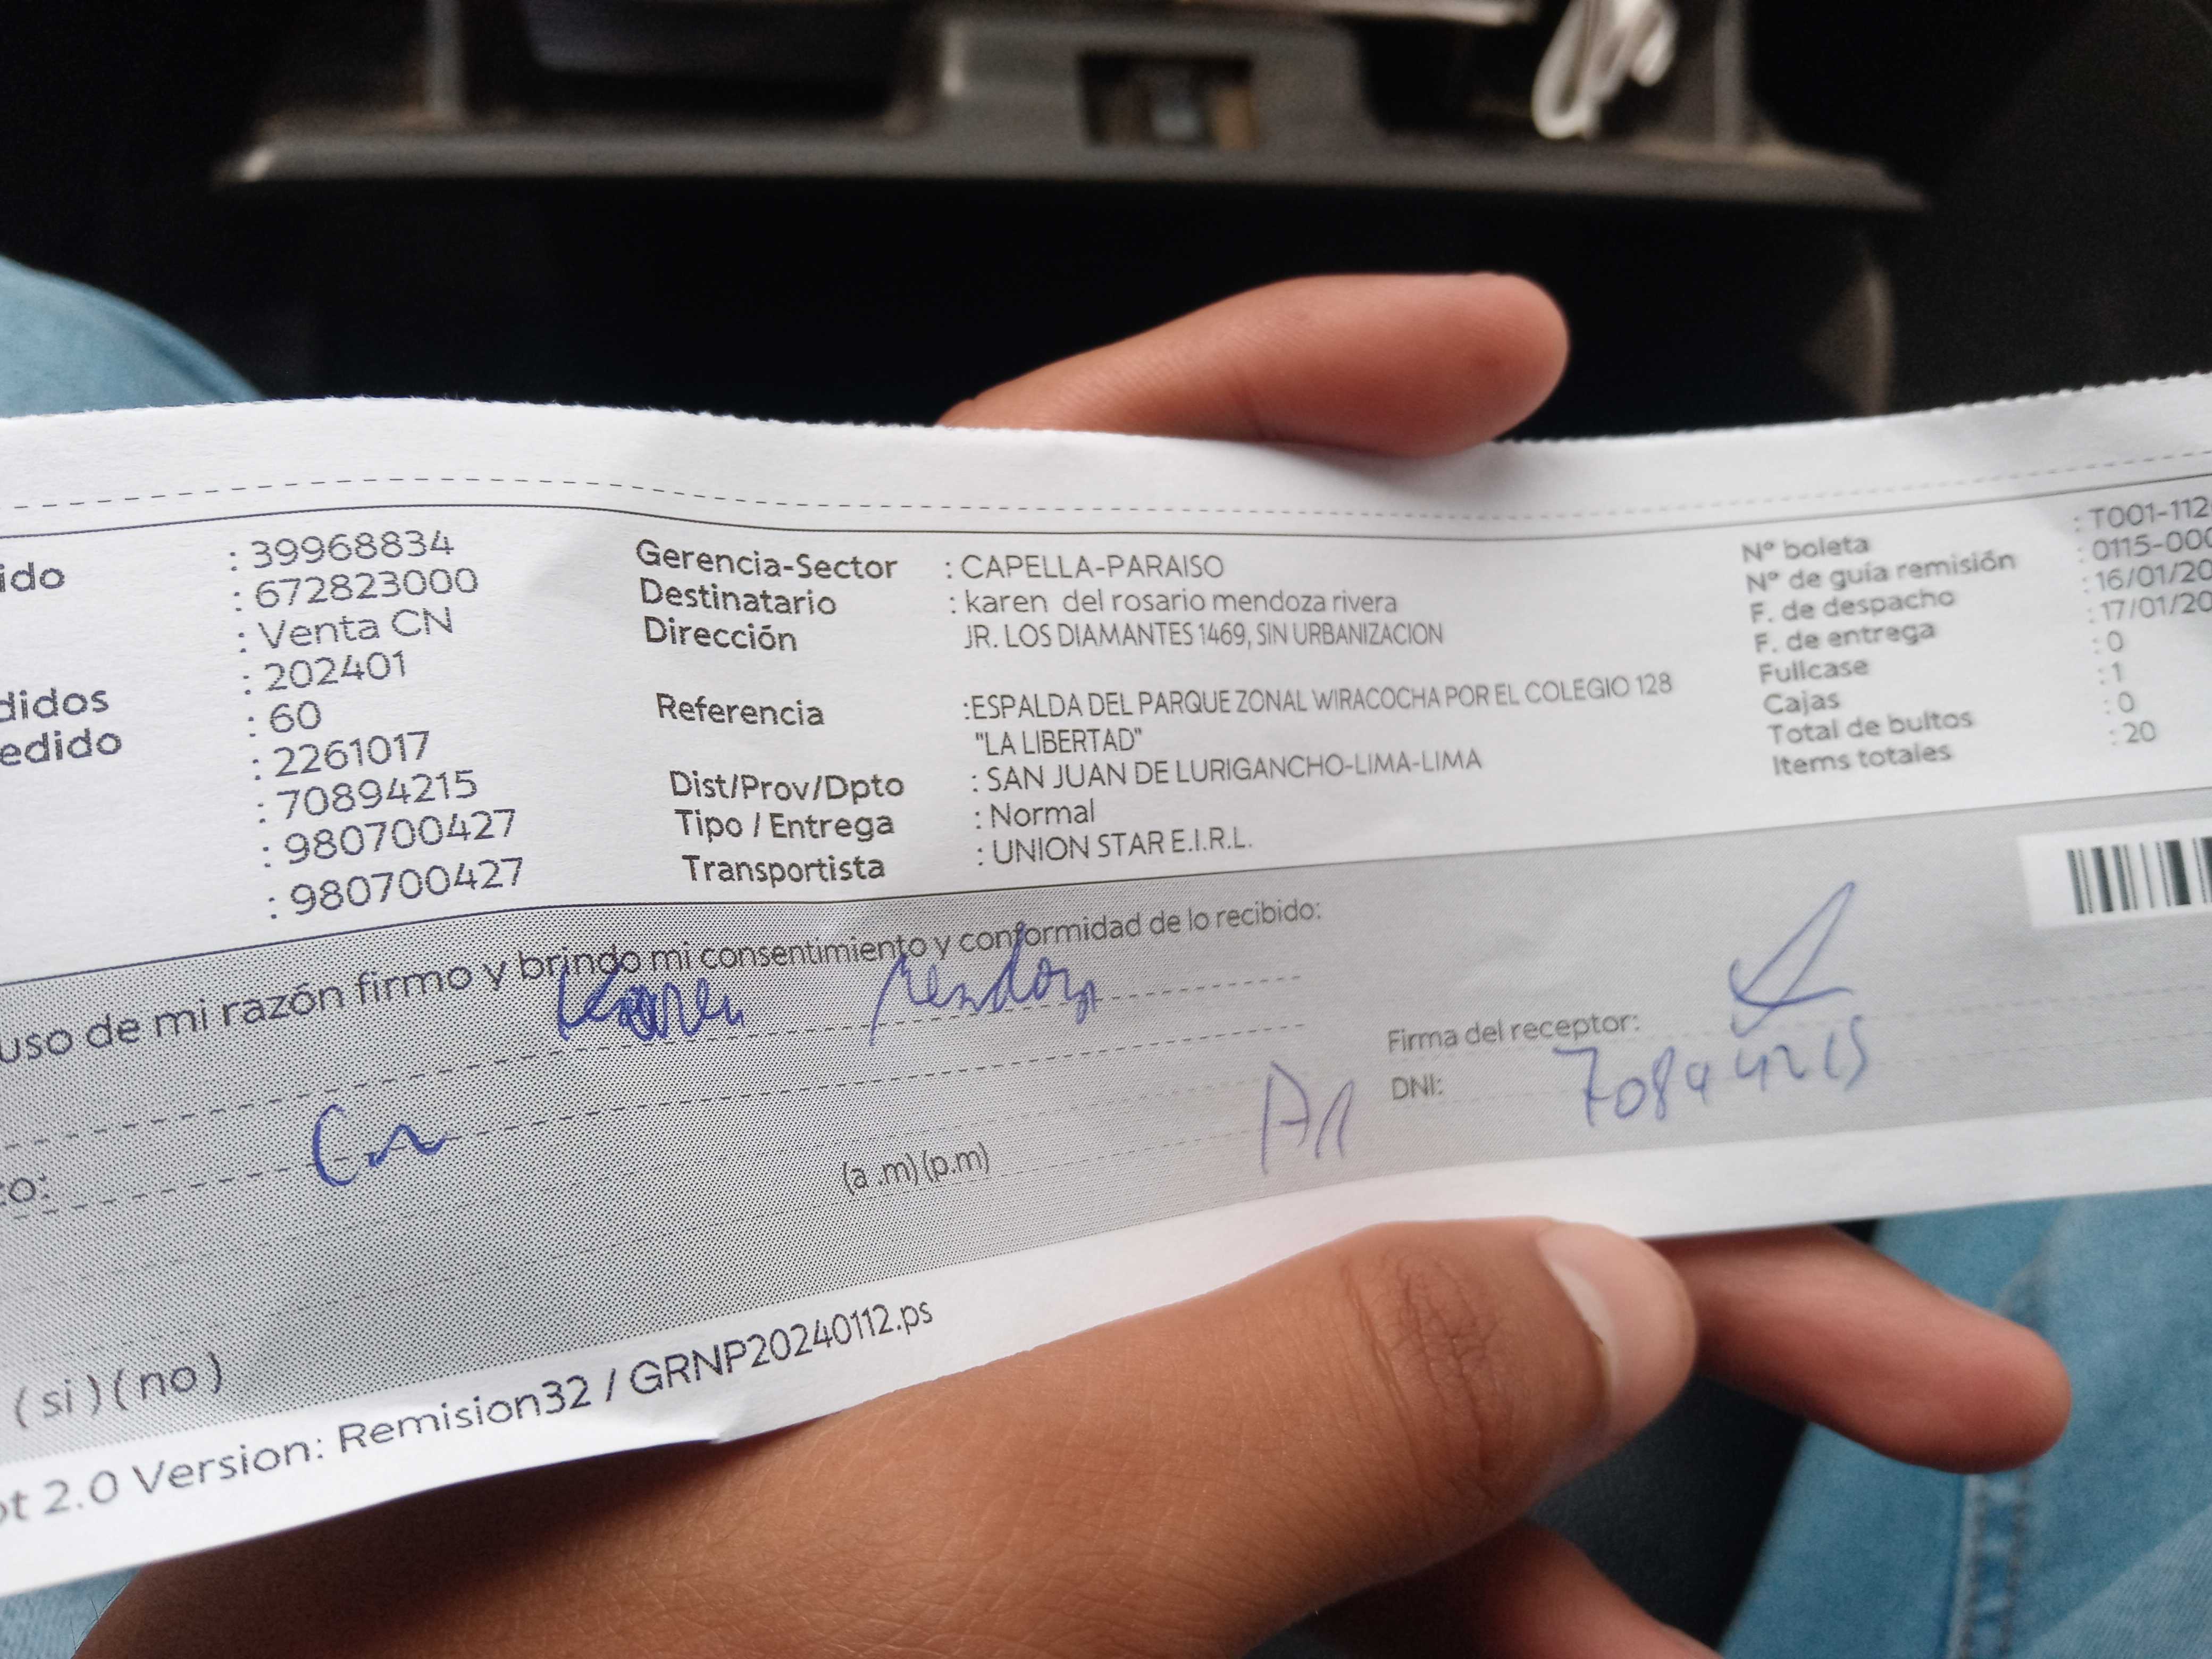 ido : 39968834
: 672823000
: Venta CN
didos : 202401
edido : 60
: 2261017
: 70894215
: 980700427
: 980700427
Gerencia-Sector : CAPELLA-PARAISO
Destinatario : karen del rosario mendoza rivera
Dirección JR. LOS DIAMANTES 1469, SIN URBANIZACION
Referencia :ESPALDA DEL PARQUE ZONAL WIRACOCHA POR EL COLEGIO 128
"LA LIBERTAD"
Dist/Prov/Dpto : SAN JUAN DE LURIGANCHO-LIMA-LIMA
Tipo / Entrega : Normal
Transportista : UNION STAR E.I.R.L.
Nº boleta : T001-112
Nº de guía remisión : 0115-000
F. de despacho : 16/01/20
F. de entrega : 17/01/20
Fullcase : 0
Cajas : 1
Total de bultos : 0
Items totales : 20
uso de mi razón firmo y brindo mi consentimiento y conformidad de lo recibido:
Karen Mendoza
Firma del receptor:
DNI: 70894215
co:
(a .m) (p.m)
( si ) ( no )
ot 2.0 Version: Remision32 / GRNP20240112.ps